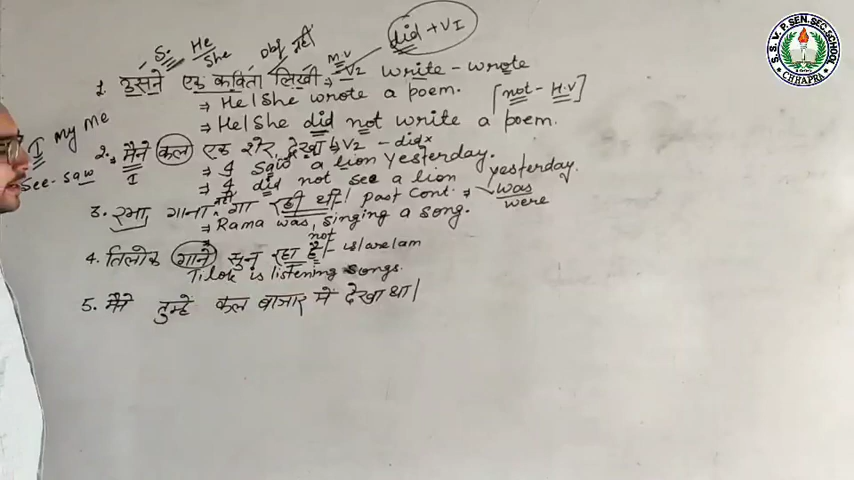 S. He Obj नहीं M.V did + V1
She
1. उसने एक कविता लिखी ⇒ V2 write - wrote
⇒ He/She wrote a poem. [not - H.V]
⇒ He/She did not write a poem.
I my me
2. मैने कल एक शेर देखा V2 - did×
I
See-saw
⇒ I saw a lion yesterday.
⇒ I did not see a lion yesterday.
3. रमा गाना नहीं गा रही थी। Past Cont. ⇒ was
were
⇒ Rama was singing a song.
not
4. तिलोक गाने सुन रहा है - is/are/am
Tilok is listening songs.
5. मैने तुम्हे कल बाजार में देखा था।
S. S. V. P. SEN. SEC. SCHOOL
CHHAPRA